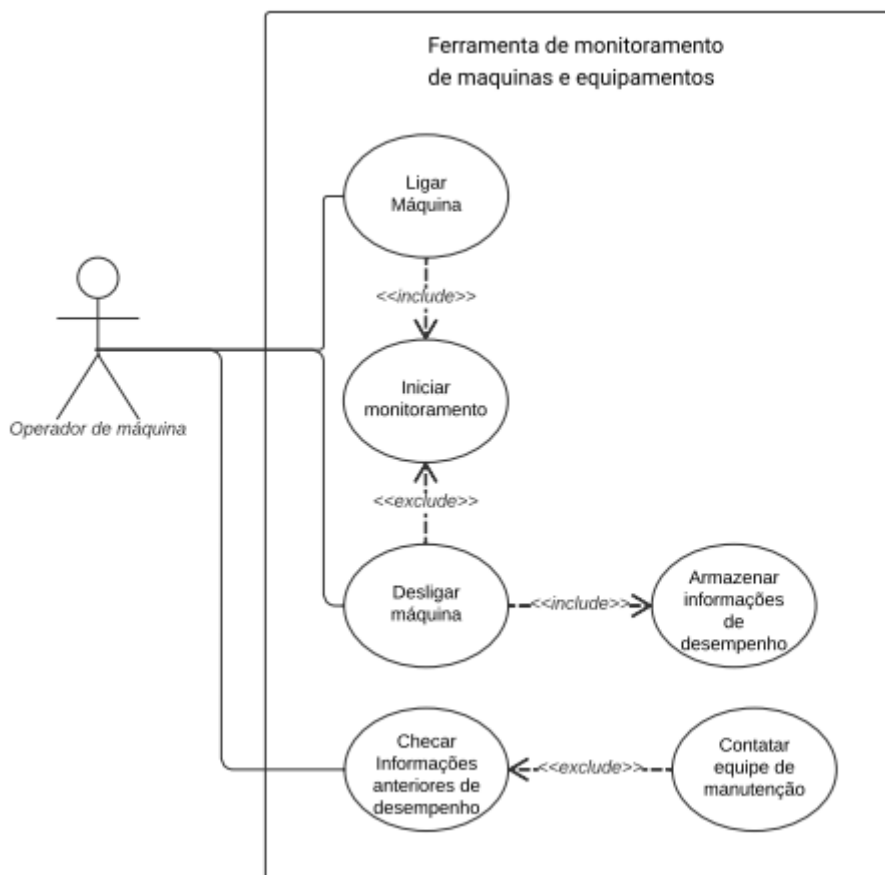 Ferramenta de monitoramento
de maquinas e equipamentos
Ligar
Máquina
<<include>>
Iniciar
monitoramento
Operador de máquina
<<exclude>>
Desligar
máquina
<<include>>
Armazenar
informações
de
desempenho
Checar
Informações
anteriores de
desempenho
<<exclude>>
Contatar
equipe de
manutenção